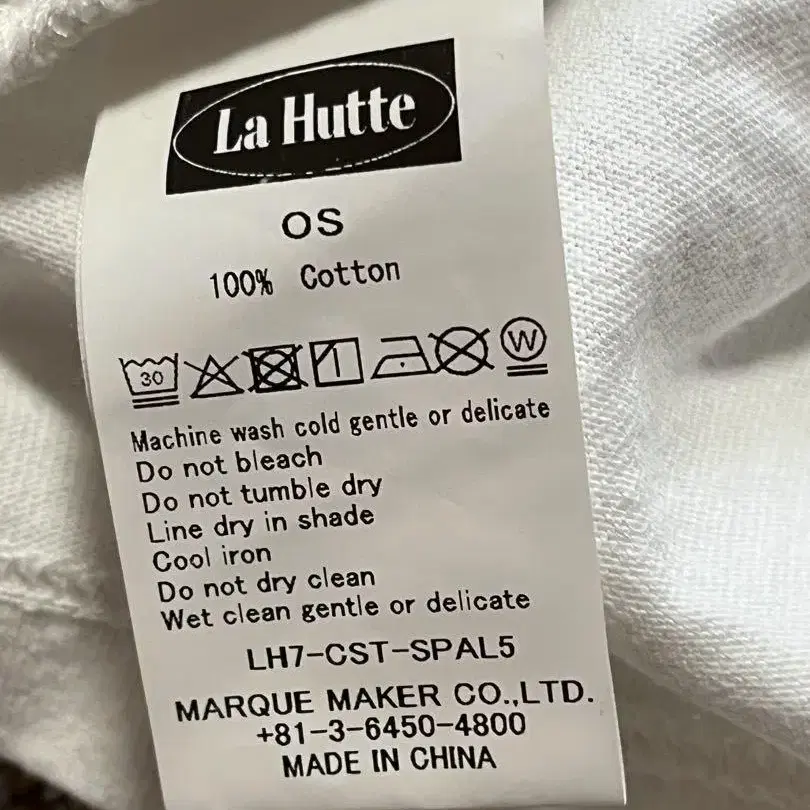 La Hutte
OS
100% Cotton
30 W
Machine wash cold gentle or delicate
Do not bleach
Do not tumble dry
Line dry in shade
Cool iron
Do not dry clean
Wet clean gentle or delicate
LH7-CST-SPAL5
MARQUE MAKER CO.,LTD.
+81-3-6450-4800
MADE IN CHINA